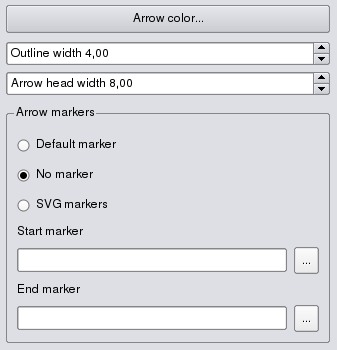 Arrow color...
Outline width 4,00
Arrow head width 8,00
Arrow markers
Default marker
No marker
SVG markers
Start marker
...
End marker
...